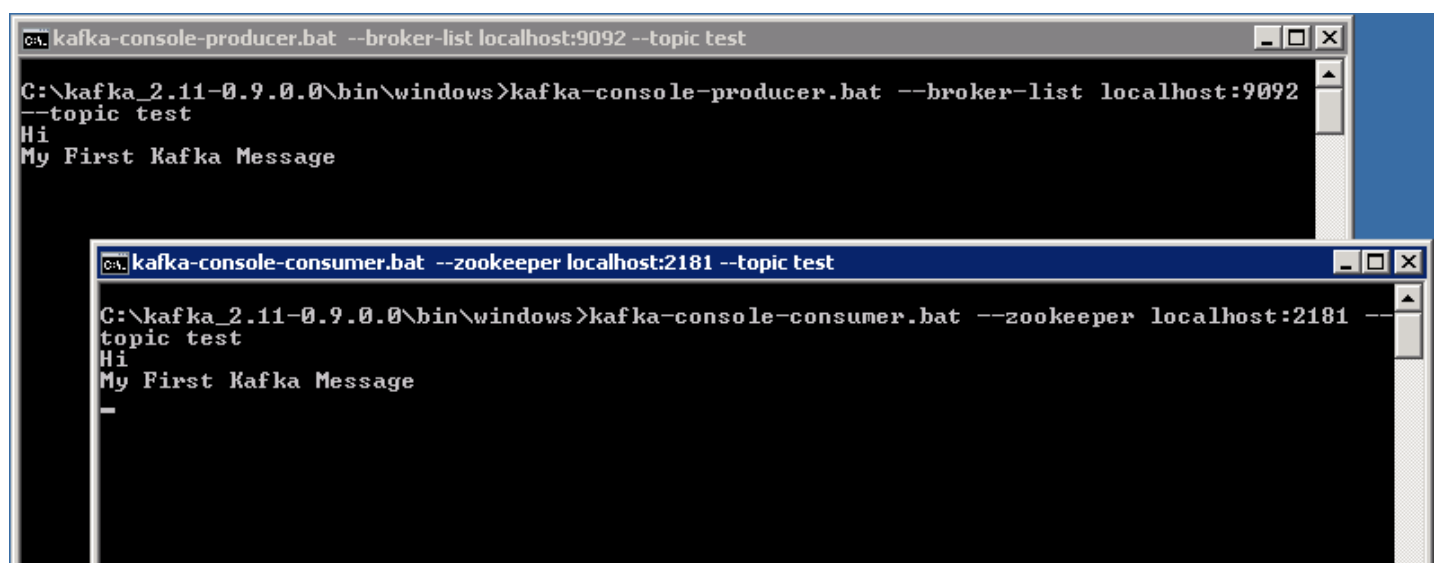 kafka-console-producer.bat --broker-list localhost:9092 --topic test
C:\kafka_2.11-0.9.0.0\bin\windows>kafka-console-producer.bat --broker-list localhost:9092
--topic test
Hi
My First Kafka Message
kafka-console-consumer.bat --zookeeper localhost:2181 --topic test
C:\kafka_2.11-0.9.0.0\bin\windows>kafka-console-consumer.bat --zookeeper localhost:2181 --
topic test
Hi
My First Kafka Message